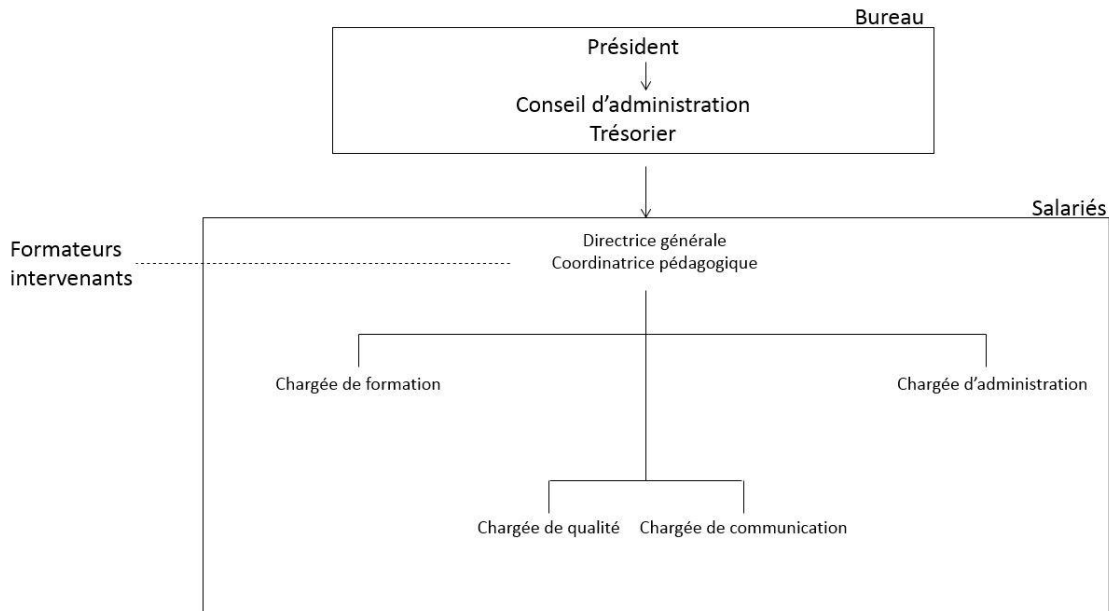 Bureau
Président
Conseil d’administration
Trésorier
Salariés
Formateurs
intervenants
Directrice générale
Coordinatrice pédagogique
Chargée de formation
Chargée d’administration
Chargée de qualité
Chargée de communication